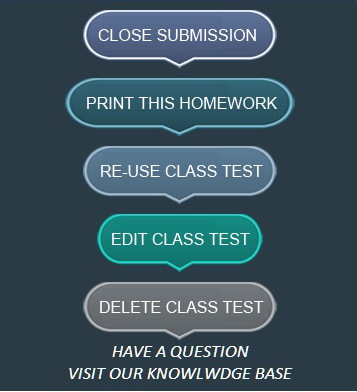 CLOSE SUBMISSION
PRINT THIS HOMEWORK
RE-USE CLASS TEST
EDIT CLASS TEST
DELETE CLASS TEST
HAVE A QUESTION
VISIT OUR KNOWLWDGE BASE